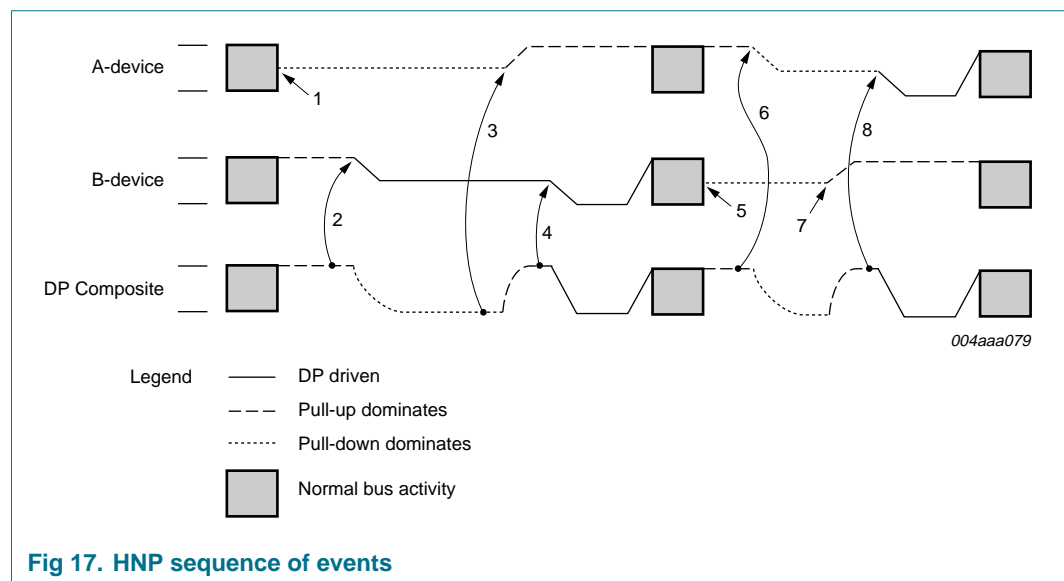 A-device
1
3
6
8
B-device
2
4
5
7
DP Composite
004aaa079
Legend
DP driven
Pull-up dominates
Pull-down dominates
Normal bus activity
Fig 17. HNP sequence of events